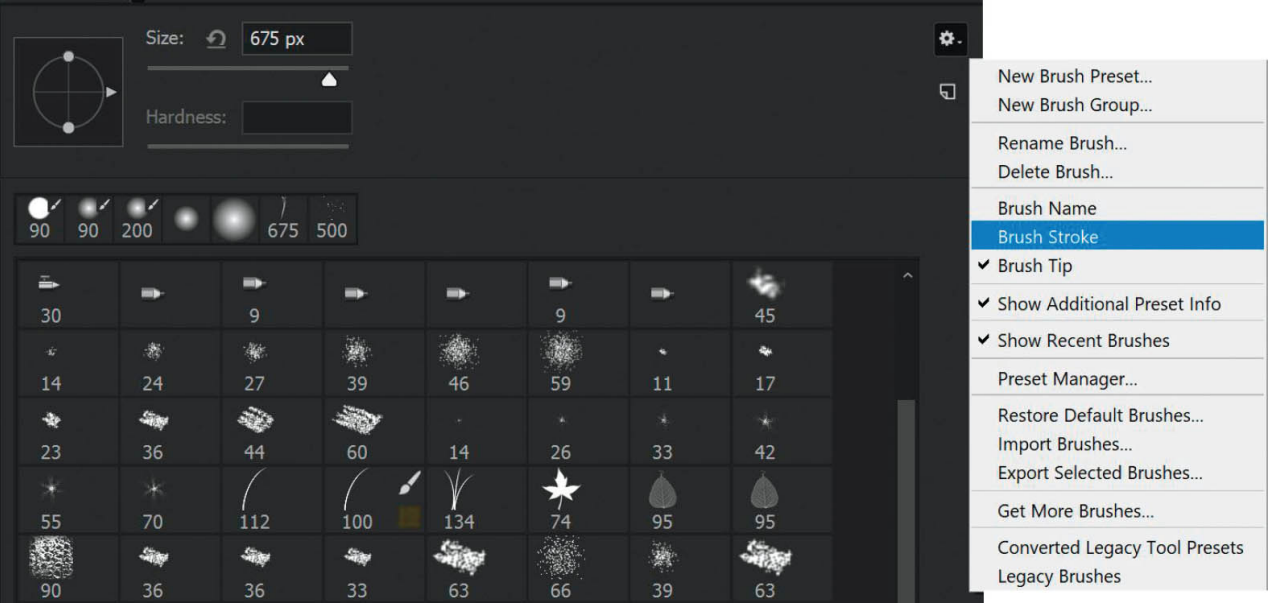 Size: 675 px
Hardness:
90 90 200 675 500
30 9 9 45
14 24 27 39 46 59 11 17
23 36 44 60 14 26 33 42
55 70 112 100 134 74 95 95
90 36 36 33 63 66 39 63
New Brush Preset...
New Brush Group...
Rename Brush...
Delete Brush...
Brush Name
Brush Stroke
Brush Tip
Show Additional Preset Info
Show Recent Brushes
Preset Manager...
Restore Default Brushes...
Import Brushes...
Export Selected Brushes...
Get More Brushes...
Converted Legacy Tool Presets
Legacy Brushes